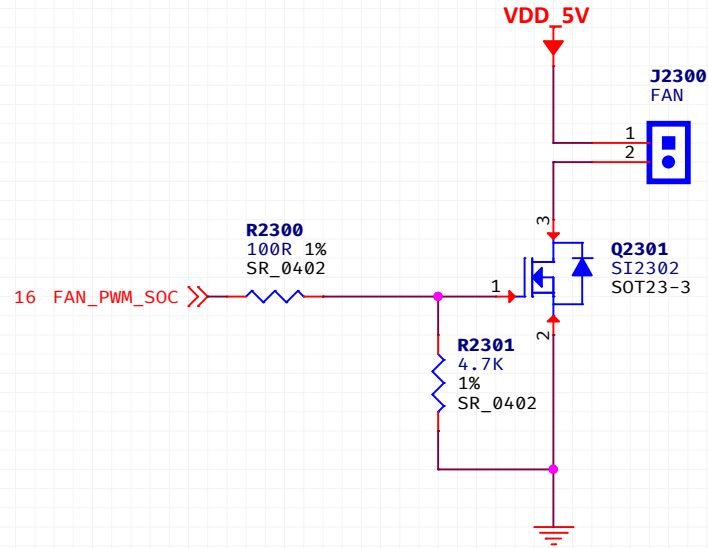 VDD_5V
J2300
FAN
1
2
R2300
100R 1%
SR_0402
3
Q2301
SI2302
SOT23-3
1
16 FAN_PWM_SOC
2
R2301
4.7K
1%
SR_0402